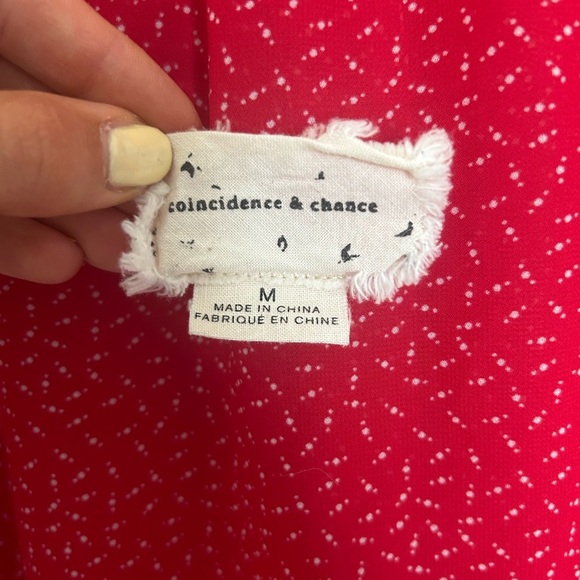 coincidence & chance
M
MADE IN CHINA
FABRIQUÉ EN CHINE